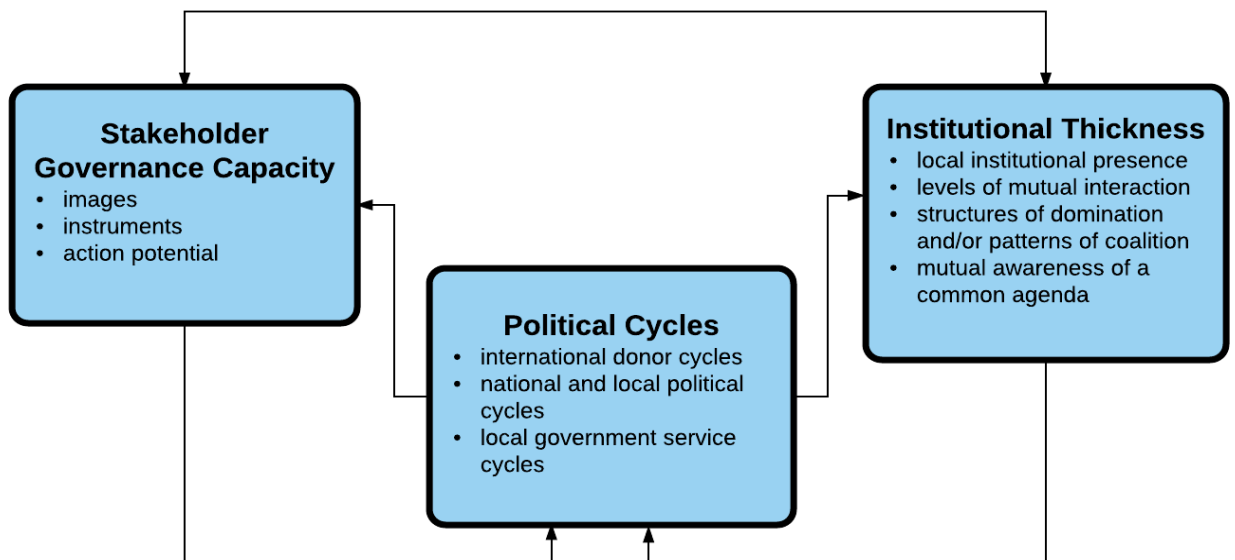 Stakeholder
Governance Capacity
• images
• instruments
• action potential
Institutional Thickness
• local institutional presence
• levels of mutual interaction
• structures of domination
and/or patterns of coalition
• mutual awareness of a
common agenda
Political Cycles
• international donor cycles
• national and local political
cycles
• local government service
cycles